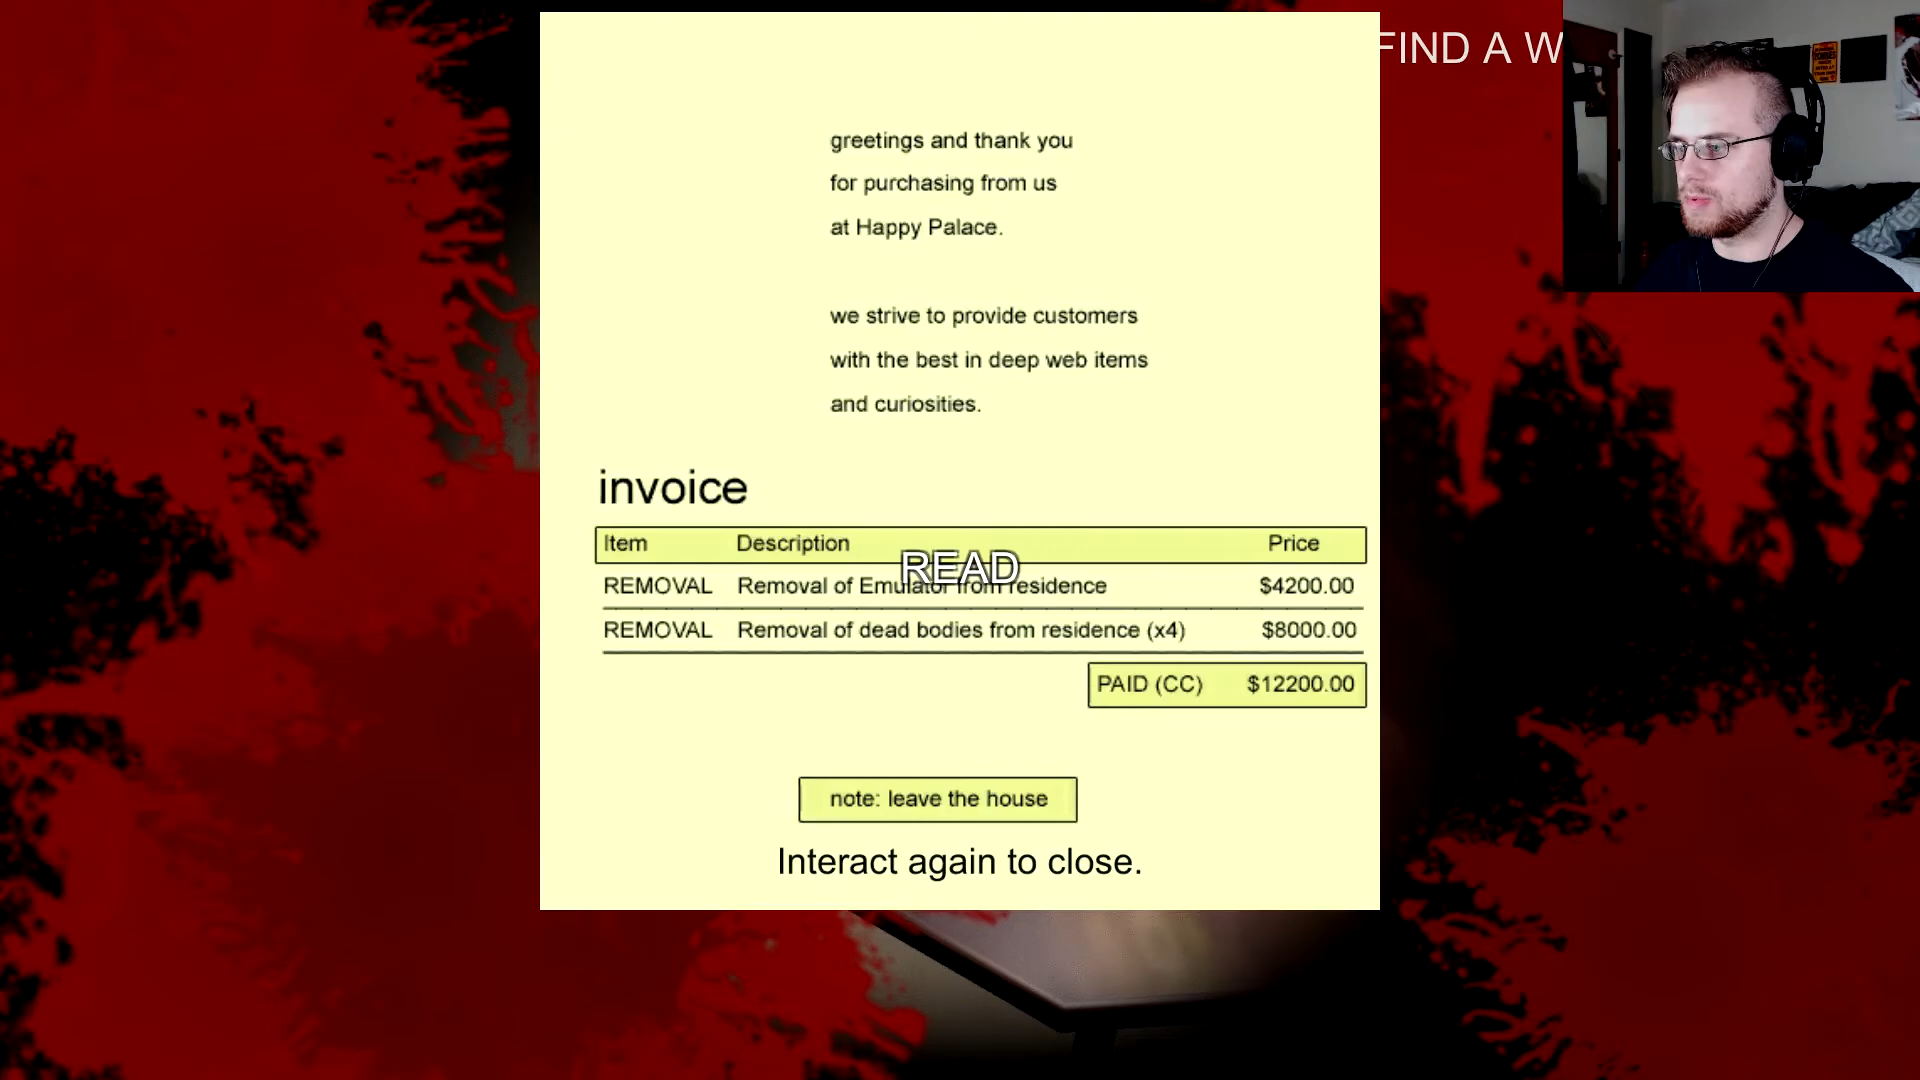 FIND A W
greetings and thank you
for purchasing from us
at Happy Palace.
we strive to provide customers
with the best in deep web items
and curiosities.
invoice
Item Description Price
READ
REMOVAL Removal of Emulator from residence $4200.00
REMOVAL Removal of dead bodies from residence (x4) $8000.00
PAID (CC) $12200.00
note: leave the house
Interact again to close.